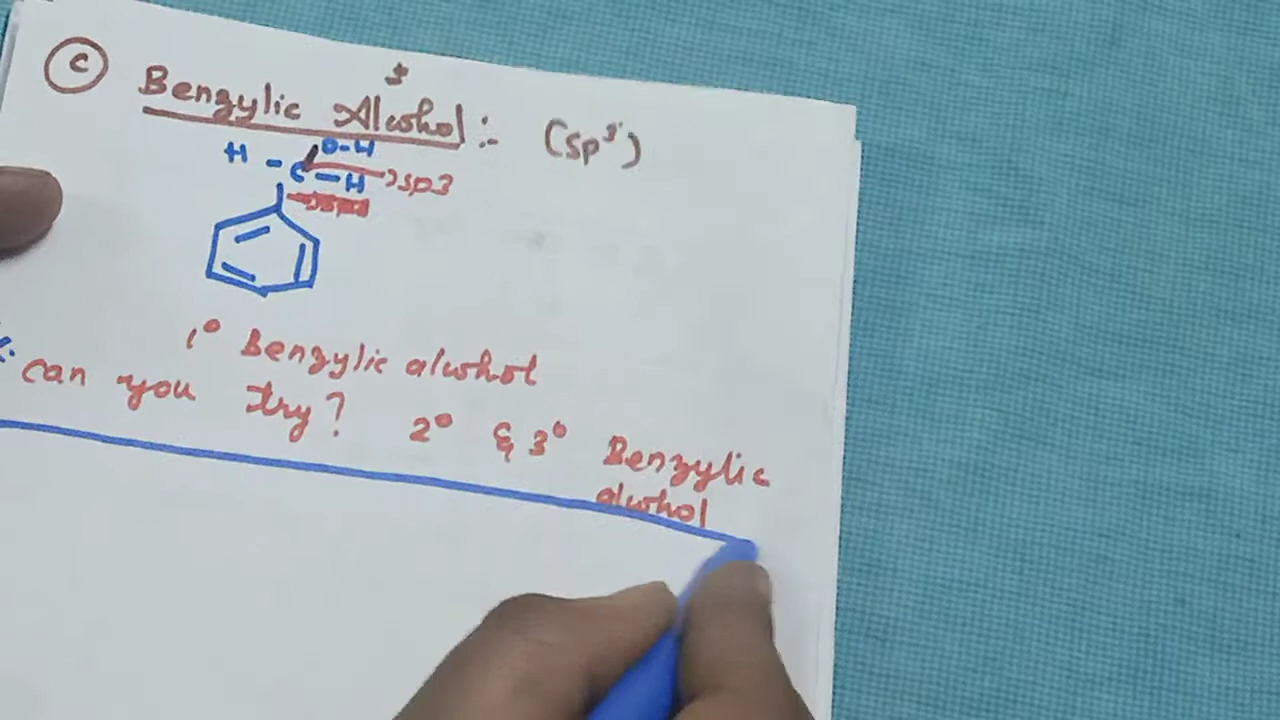 C Benzylic Alcohol :- (sp³)
O-H
H - C - H → sp3
1° Benzylic alcohol
can you try? 2° & 3° Benzylic
alcohol